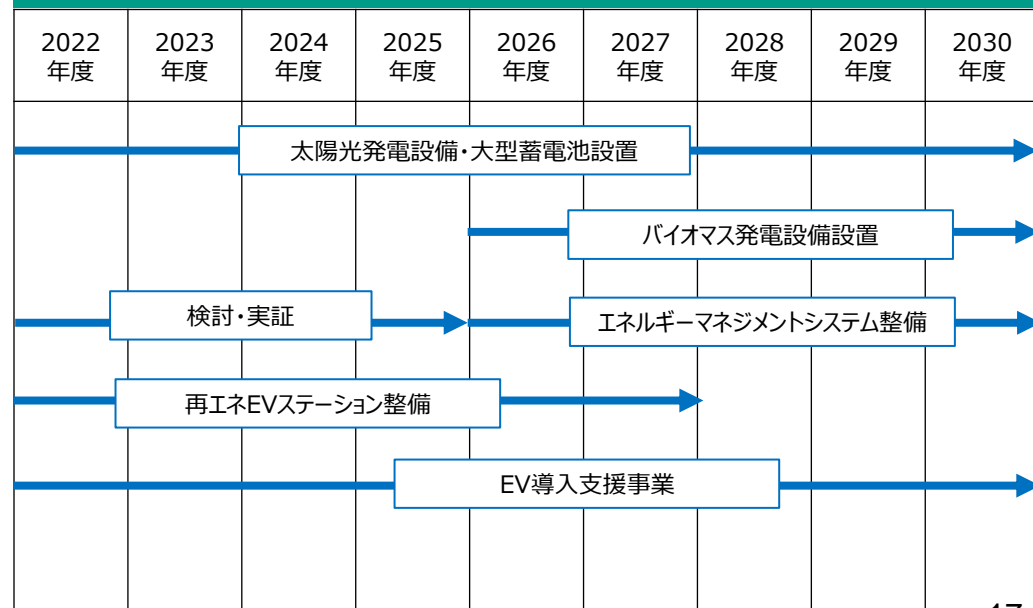 2022
年度
2023
年度
2024
年度
2025
年度
2026
年度
2027
年度
2028
年度
2029
年度
2030
年度
太陽光発電設備・大型蓄電池設置
バイオマス発電設備設置
検討・実証
エネルギーマネジメントシステム整備
再エネEVステーション整備
EV導入支援事業